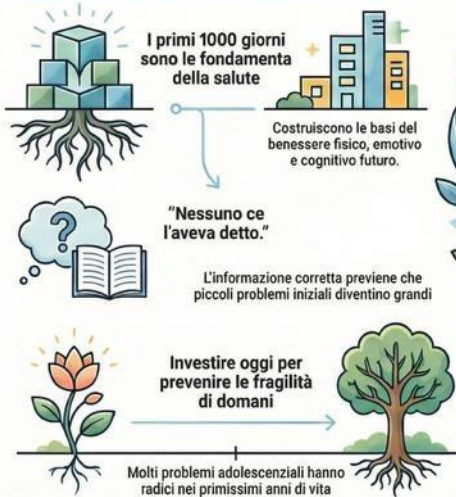 I primi 1000 giorni
sono le fondamenta
della salute
Costruiscono le basi del
benessere fisico, emotivo
e cognitivo futuro.
"Nessuno ce
l'aveva detto."
?
L'informazione corretta previene che
piccoli problemi iniziali diventino grandi
Investire oggi per
prevenire le fragilità
di domani
Molti problemi adolescenziali hanno
radici nei primissimi anni di vita